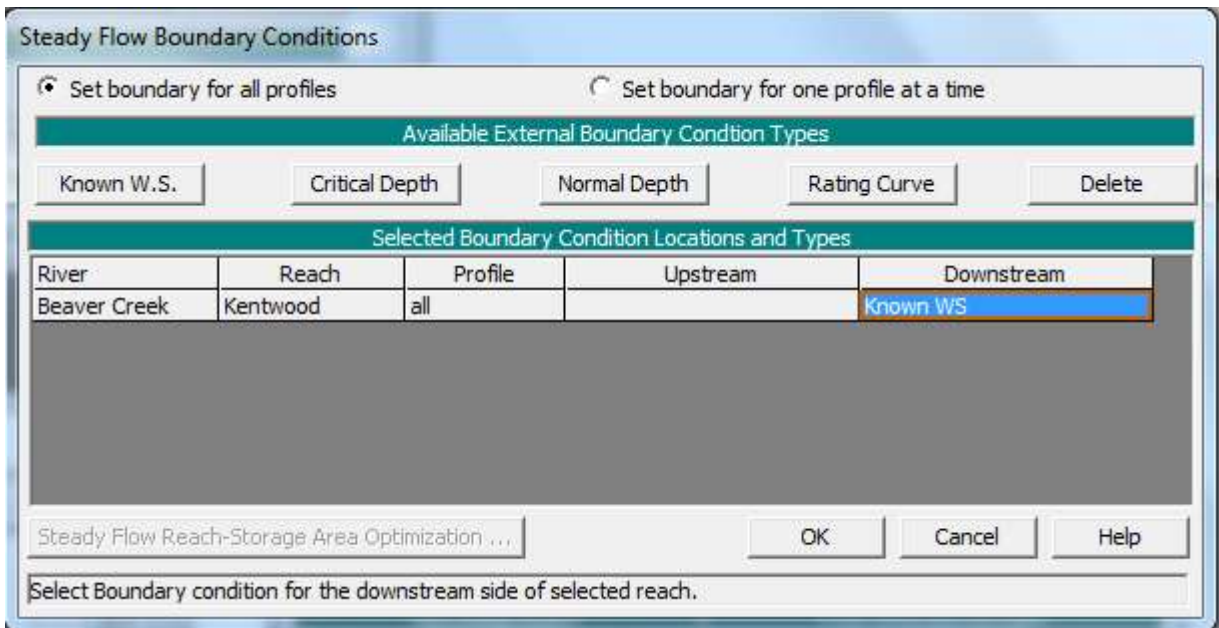 Steady Flow Boundary Conditions
Set boundary for all profiles Set boundary for one profile at a time
Available External Boundary Condtion Types
Known W.S. Critical Depth Normal Depth Rating Curve Delete
Selected Boundary Condition Locations and Types
River Reach Profile Upstream Downstream
Beaver Creek Kentwood all Known WS
Steady Flow Reach-Storage Area Optimization ... OK Cancel Help
Select Boundary condition for the downstream side of selected reach.